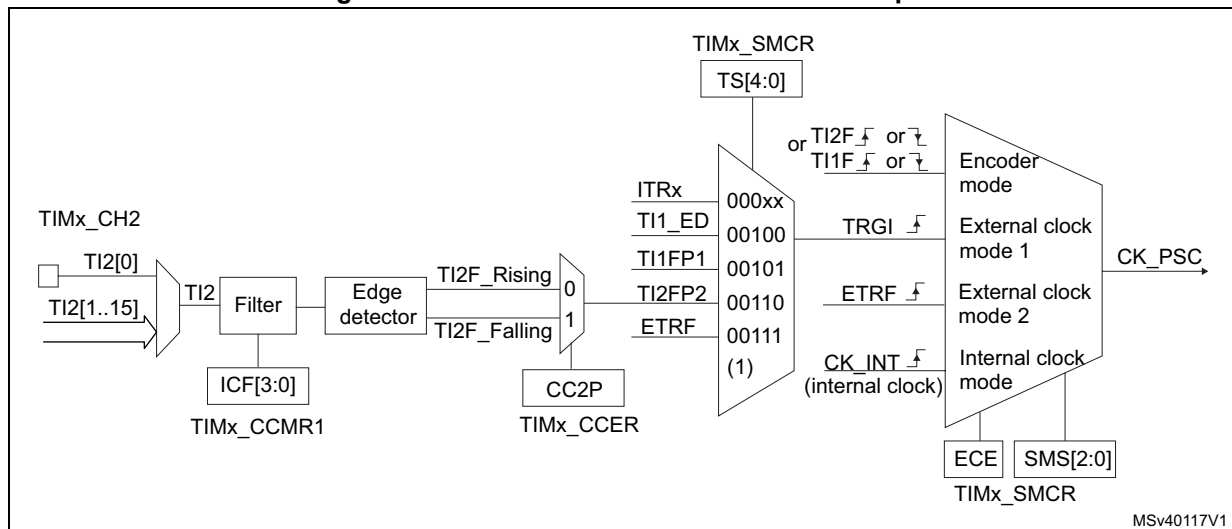 TIMx_SMCR
TS[4:0]
or TI2F or
TI1F or
Encoder
mode
ITRx
000xx
TIMx_CH2
TI1_ED
00100
TRGI
External clock
mode 1
CK_PSC
TI2[0]
TI1FP1
00101
TI2F_Rising
0
TI2
Filter
Edge
detector
TI2FP2
00110
ETRF
External clock
mode 2
TI2[1..15]
1
TI2F_Falling
ETRF
00111
(1)
CK_INT
(internal clock)
Internal clock
mode
ICF[3:0]
CC2P
TIMx_CCMR1
TIMx_CCER
ECE
SMS[2:0]
TIMx_SMCR
MSv40117V1